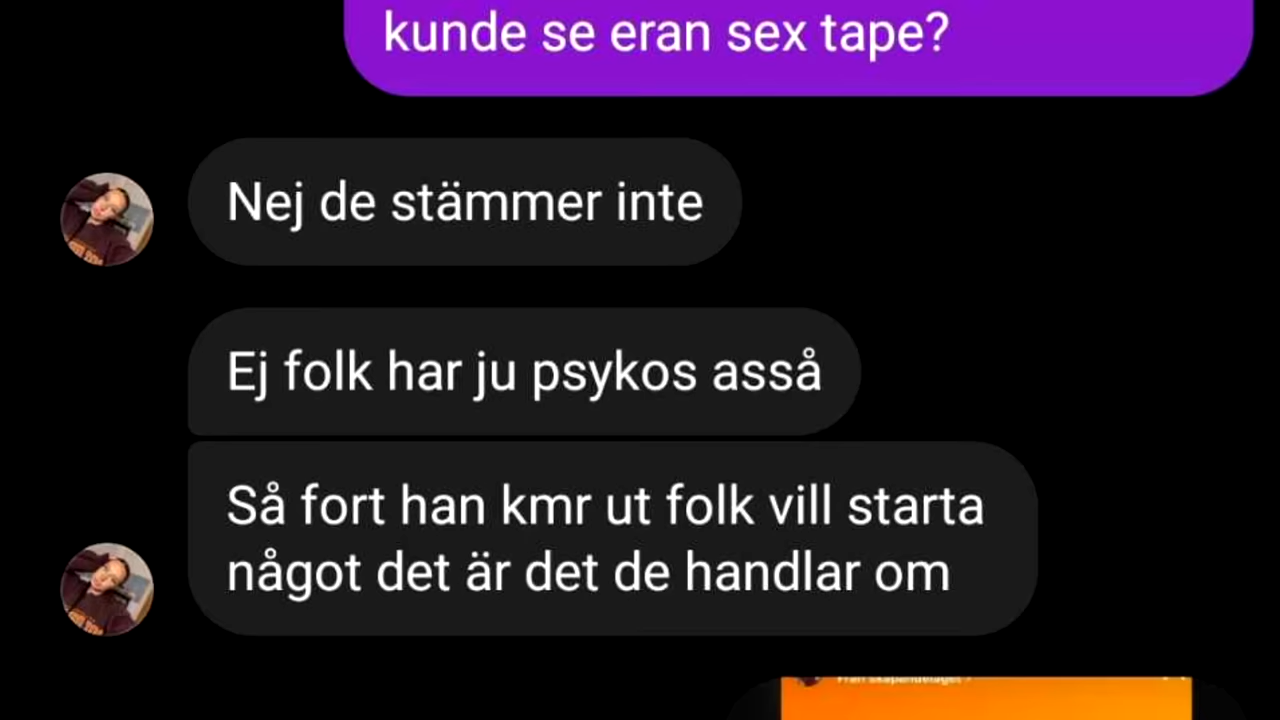 kunde se eran sex tape?
Nej de stämmer inte
Ej folk har ju psykos asså
Så fort han kmr ut folk vill starta
något det är det de handlar om